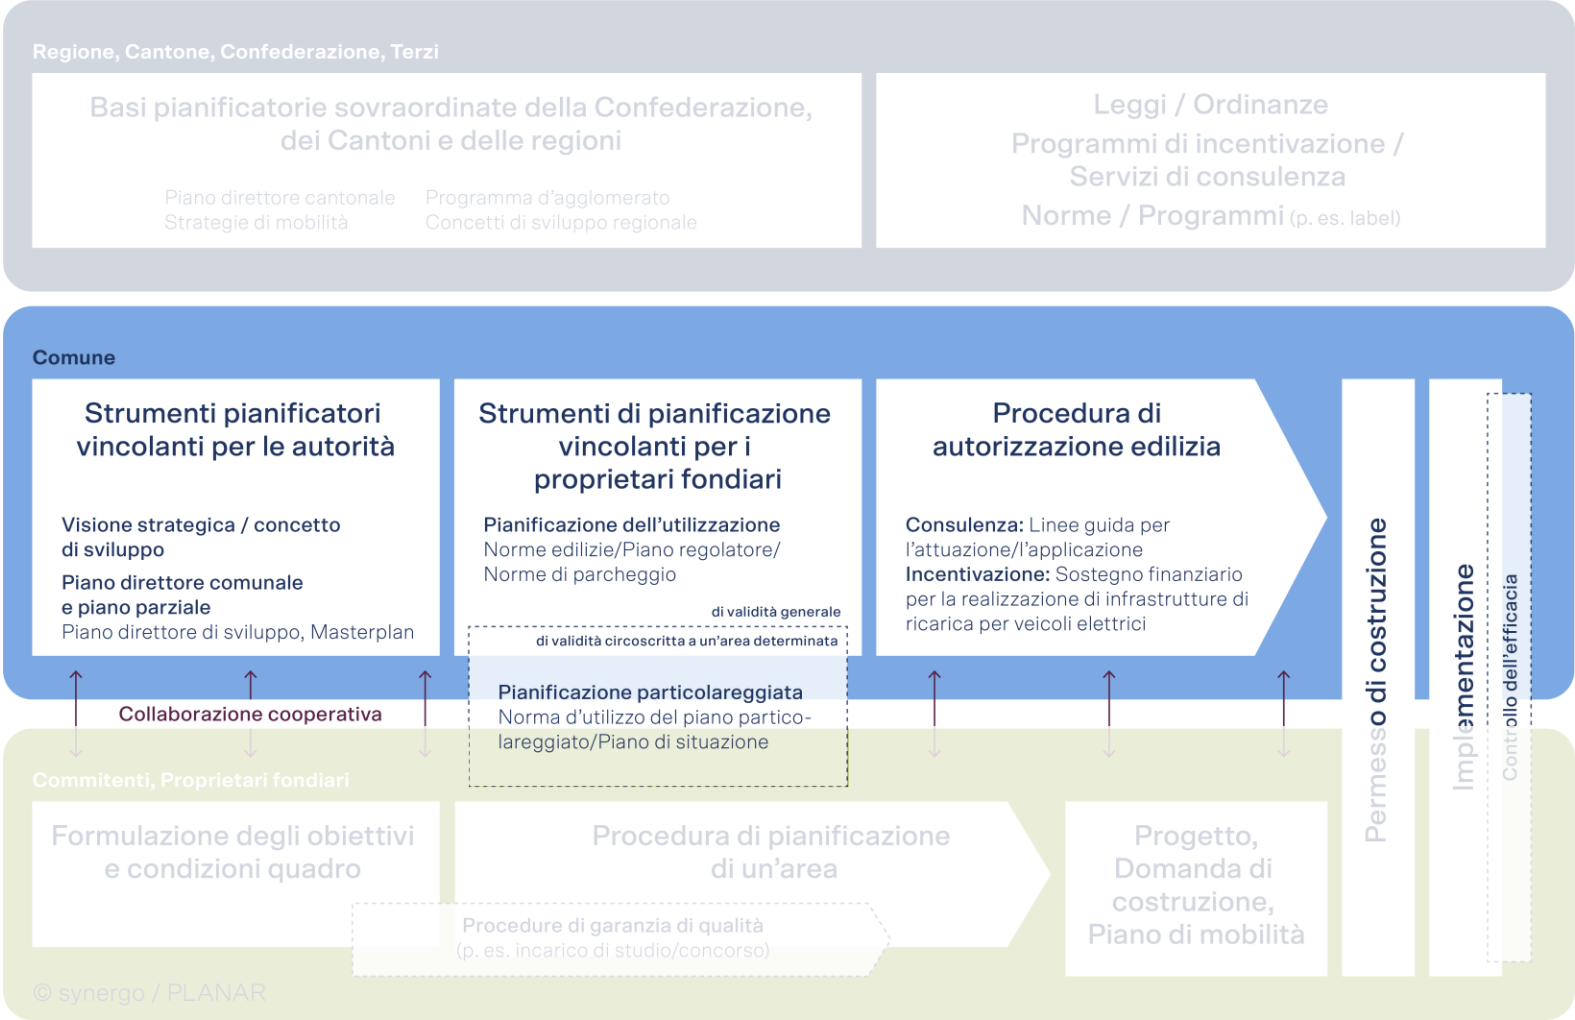 Regione, Cantone, Confederazione, Terzi
Basi pianificatorie sovraordinate della Confederazione,
dei Cantoni e delle regioni
Piano direttore cantonale
Strategie di mobilità
Programma d'agglomerato
Concetti di sviluppo regionale
Leggi / Ordinanze
Programmi di incentivazione /
Servizi di consulenza
Norme / Programmi (p. es. label)
Comune
Strumenti pianificatori
vincolanti per le autorità
Visione strategica / concetto
di sviluppo
Piano direttore comunale
e piano parziale
Piano direttore di sviluppo, Masterplan
Strumenti di pianificazione
vincolanti per i
proprietari fondiari
Pianificazione dell'utilizzazione
Norme edilizie/Piano regolatore/
Norme di parcheggio
di validità generale
di validità circoscritta a un'area determinata
Pianificazione particolareggiata
Norma d'utilizzo del piano partico-
lareggiato/Piano di situazione
Procedura di
autorizzazione edilizia
Consulenza: Linee guida per
l'attuazione/l'applicazione
Incentivazione: Sostegno finanziario
per la realizzazione di infrastrutture di
ricarica per veicoli elettrici
Permesso di costruzione
Implementazione
Controllo dell'efficacia
Collaborazione cooperativa
Commitenti, Proprietari fondiari
Formulazione degli obiettivi
e condizioni quadro
Procedura di pianificazione
di un'area
Procedure di garanzia di qualità
(p. es. incarico di studio/concorso)
Progetto,
Domanda di
costruzione,
Piano di mobilità
© synergo / PLANAR